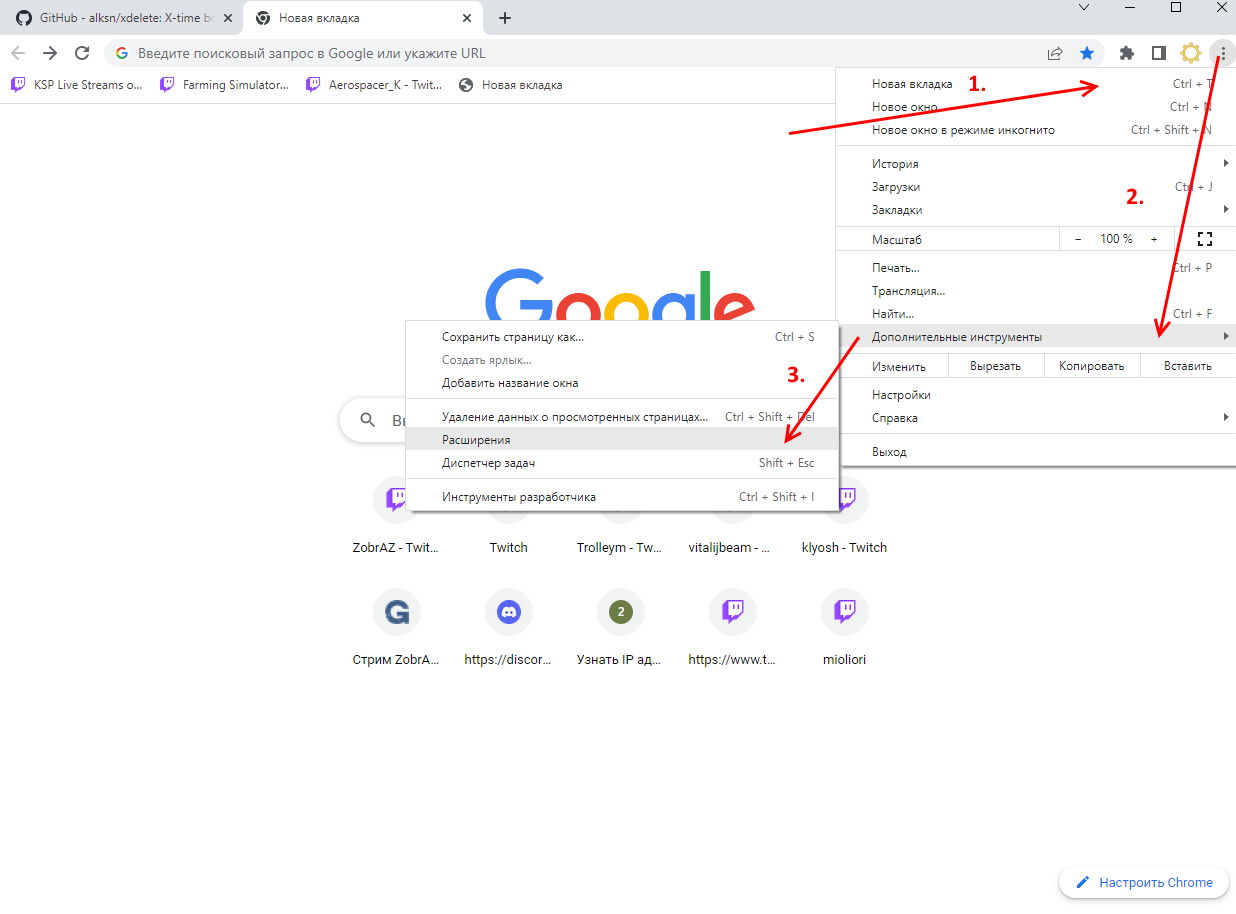 GitHub - alksn/xdelete: X-time bo
Новая вкладка
Введите поисковый запрос в Google или укажите URL
KSP Live Streams o...
Farming Simulator...
Aerospacer_K - Twit...
Новая вкладка
Новая вкладка Ctrl + T
1.
Новое окно Ctrl + N
Новое окно в режиме инкогнито Ctrl + Shift + N
История
Загрузки Ctrl + J
2.
Закладки
Масштаб - 100 % +
Печать... Ctrl + P
Трансляция...
Найти... Ctrl + F
Дополнительные инструменты
Изменить Вырезать Копировать Вставить
Настройки
Справка
Выход
Google
Сохранить страницу как... Ctrl + S
Создать ярлык...
3.
Добавить название окна
Удаление данных о просмотренных страницах... Ctrl + Shift + Del
Расширения
Диспетчер задач Shift + Esc
Инструменты разработчика Ctrl + Shift + I
ZobrAZ - Twit...
Twitch
Trolleym - Tw...
vitalijbeam - ...
klyosh - Twitch
G
2
Стрим ZobrA...
https://discor...
Узнать IP ад...
https://www.t...
mioliori
Настроить Chrome